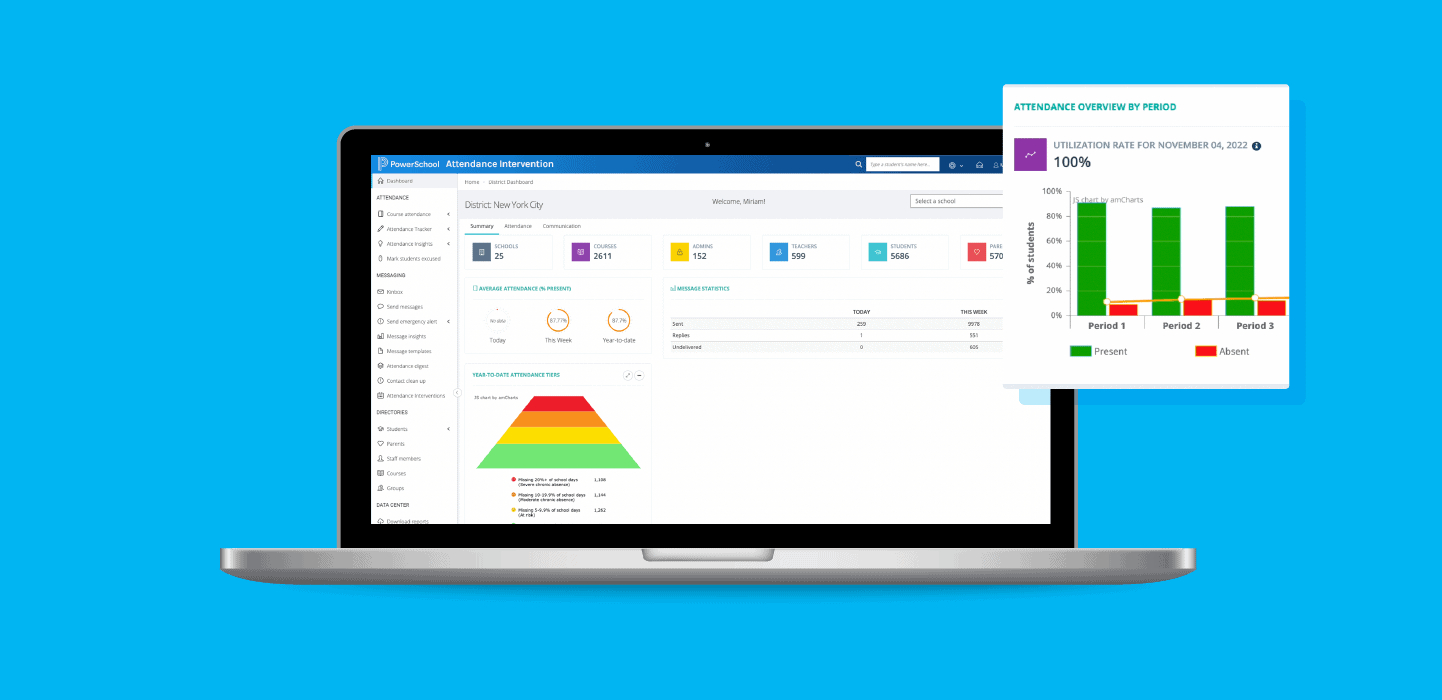 PowerSchool Attendance Intervention
Type a student's name here...
Dashboard
ATTENDANCE
Course attendance
Attendance Tracker
Attendance Insights
Mark students excused
MESSAGING
Kinbox
Send messages
Send emergency alert
Message insights
Message templates
Attendance digest
Contact clean up
Attendance Interventions
DIRECTORIES
Students
Parents
Staff members
Courses
Groups
DATA CENTER
Download reports
Home
District Dashboard
District: New York City
Welcome, Miriam!
Select a school
Summary Attendance Communication
SCHOOLS
25
COURSES
2611
ADMINS
152
TEACHERS
599
STUDENTS
5686
PARE
570
AVERAGE ATTENDANCE (% PRESENT)
No data
87.77%
87.7%
Today
This Week
Year-to-date
MESSAGE STATISTICS
TODAY THIS WEEK
Sent 259 9978
Replies 1 551
Undelivered 0 605
YEAR-TO-DATE ATTENDANCE TIERS
JS chart by amCharts
Missing 20%+ of school days 1,108
(Severe chronic absence)
Missing 10-19.9% of school days 1,144
(Moderate chronic absence)
Missing 5-9.9% of school days 1,262
(At risk)
ATTENDANCE OVERVIEW BY PERIOD
UTILIZATION RATE FOR NOVEMBER 04, 2022
100%
JS chart by amCharts
% of students
100%
80%
60%
40%
20%
0%
Period 1 Period 2 Period 3
Present Absent